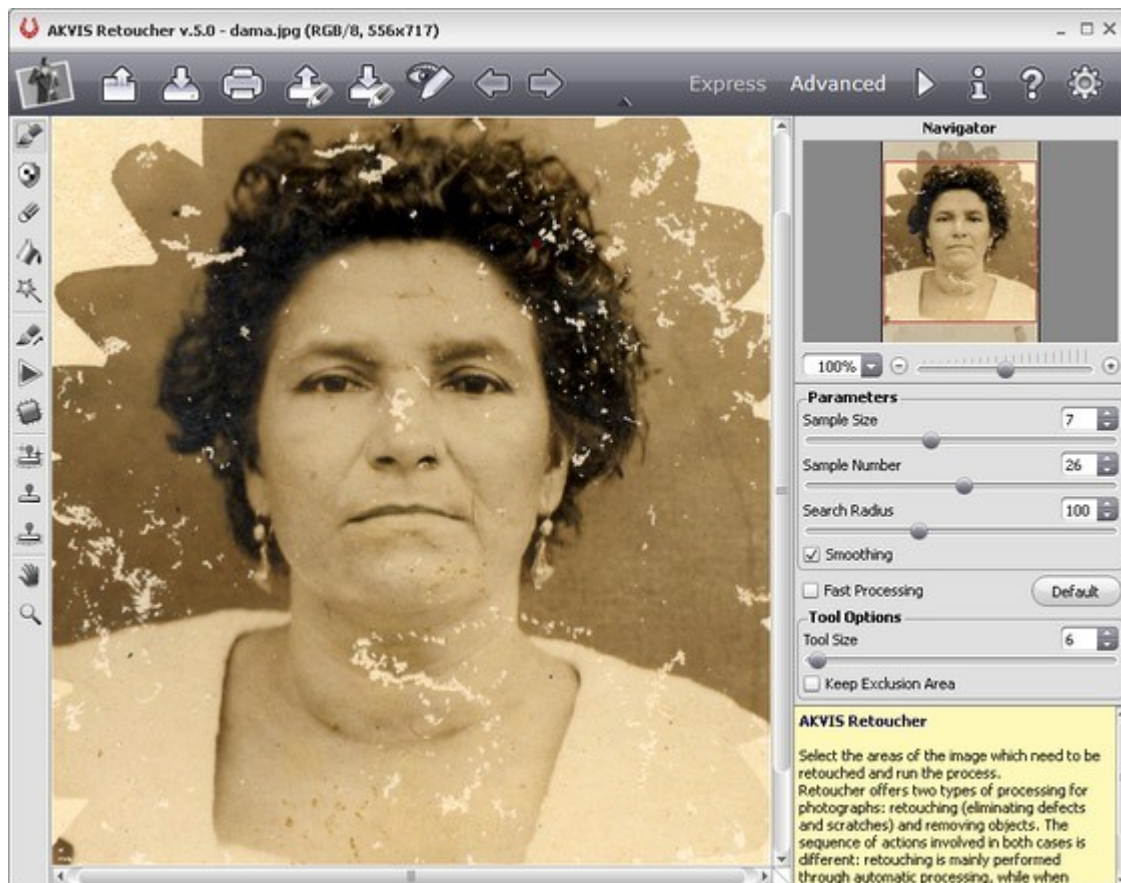 AKVIS Retoucher v.5.0 - dama.jpg (RGB/8, 556x717)
Express Advanced
Navigator
100%
Parameters
Sample Size 7
Sample Number 26
Search Radius 100
Smoothing
Fast Processing Default
Tool Options
Tool Size 6
Keep Exclusion Area
AKVIS Retoucher
Select the areas of the image which need to be
retouched and run the process.
Retoucher offers two types of processing for
photographs: retouching (eliminating defects
and scratches) and removing objects. The
sequence of actions involved in both cases is
different: retouching is mainly performed
through automatic processing, while when